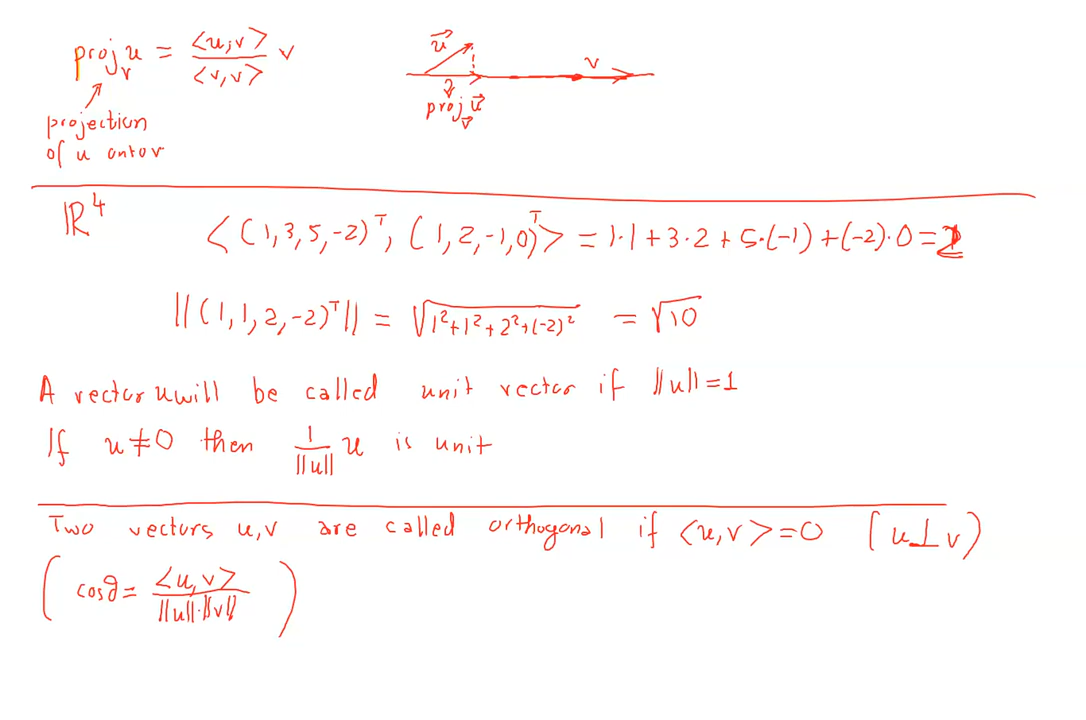 proj_v u = <u,v> / <v,v> v
u⃗
v
proj_v⃗ u⃗
projection
of u onto v
ℝ⁴
<(1,3,5,-2)ᵀ, (1,2,-1,0)ᵀ> = 1·1 + 3·2 + 5·(-1) + (-2)·0 = 2
||(1,1,2,-2)ᵀ|| = √(1²+1²+2²+(-2)²) = √10
A vector u will be called unit vector if ||u|| = 1
If u ≠ 0 then 1/||u|| u is unit
Two vectors u,v are called orthogonal if <u,v> = 0 (u⊥v)
(cos∂ = <u,v> / ||u||·||v||)